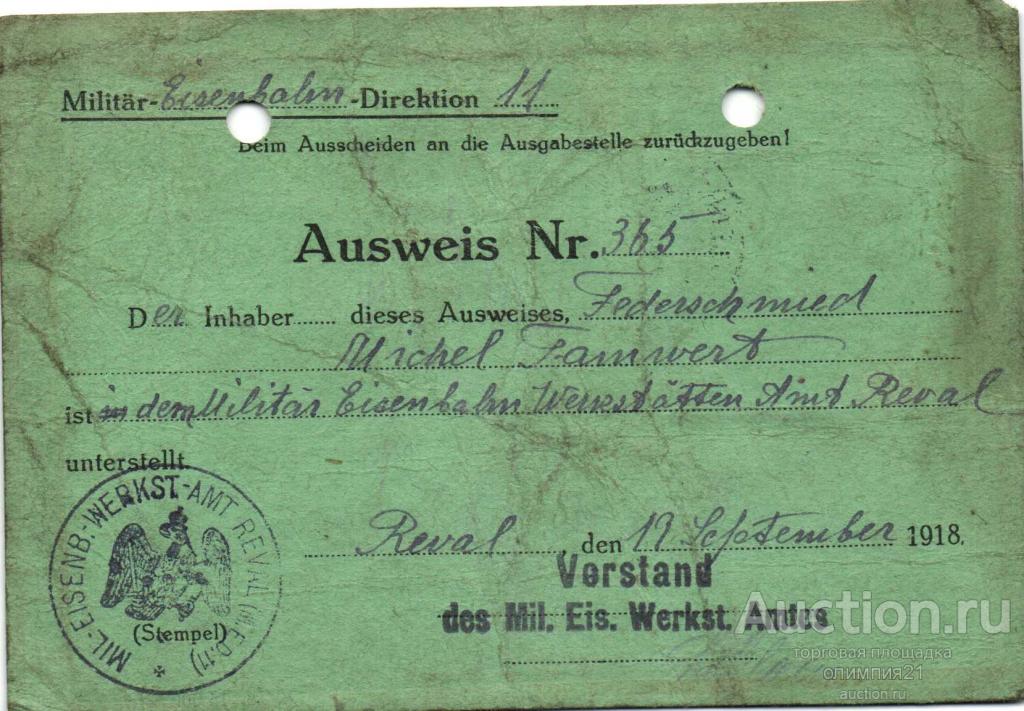 Militär-Eisenbahn-Direktion 11
Beim Ausscheiden an die Ausgabestelle zurückzugeben!
Ausweis Nr. 365
Der Inhaber dieses Ausweises, Federschmied
Michel Tamwert
ist dem Militär Eisenbahn Werkstätten Amt Reval
unterstellt.
Reval den 19 September 1918.
Vorstand
des Mil. Eis. Werkst. Amtes
MIL-EISENB.-WERKST-AMT REVAL (M.E.D.11)
(Stempel)
Auction.ru
торговая площадка
олимпия21
auction.ru